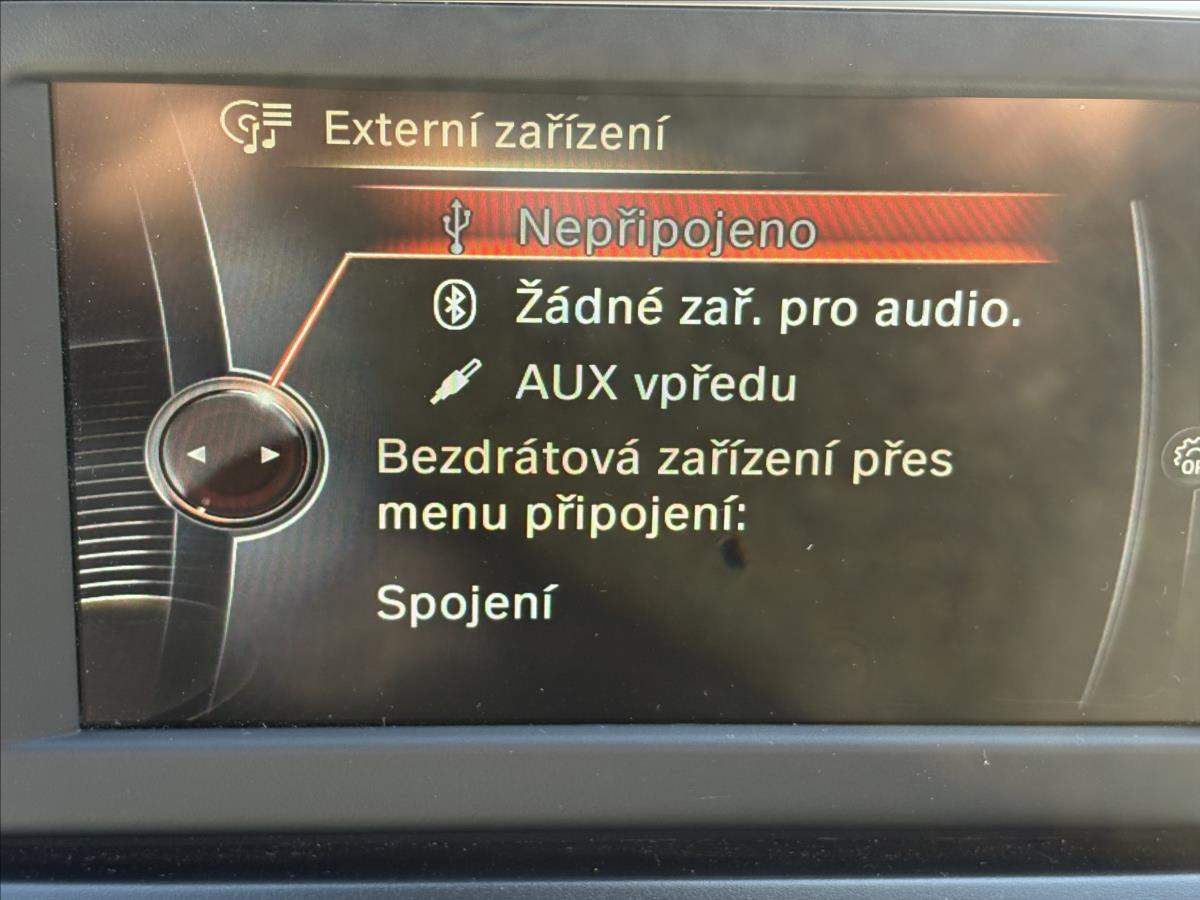 Externí zařízení
Nepřipojeno
Žádné zař. pro audio.
AUX vpředu
Bezdrátová zařízení přes
menu připojení:
Spojení